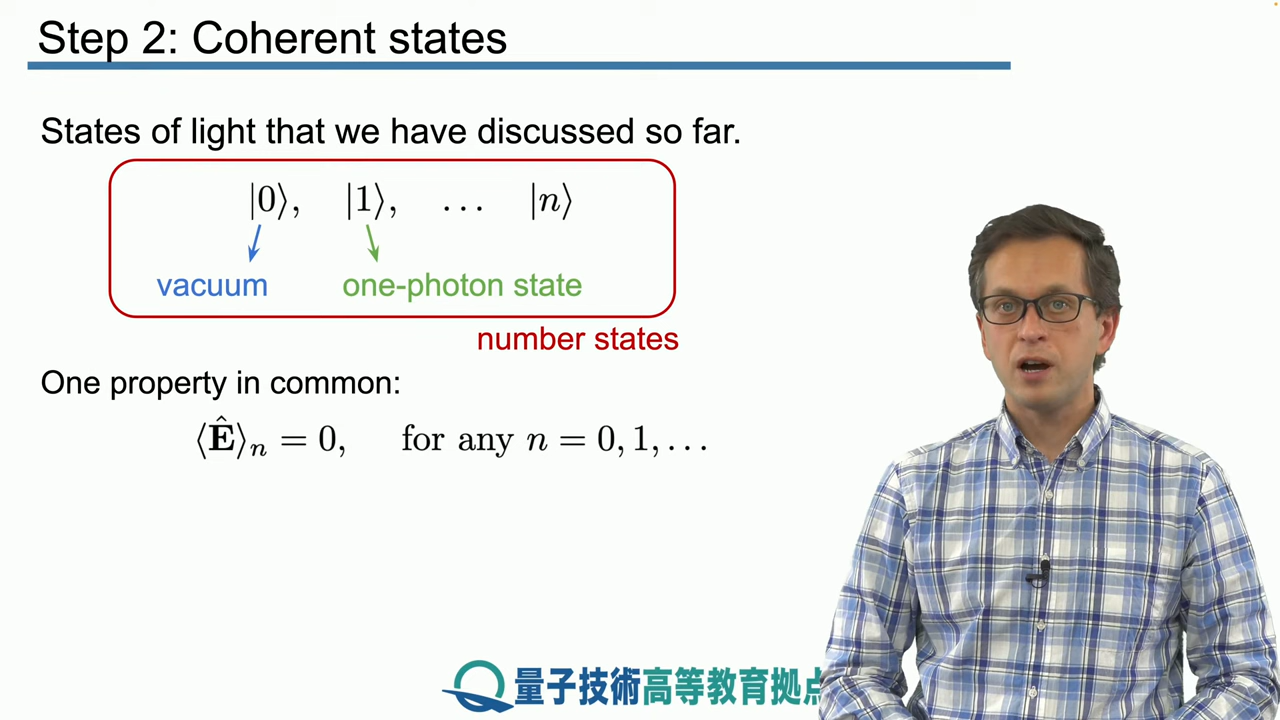 Step 2: Coherent states
States of light that we have discussed so far.
|0⟩, |1⟩, ... |n⟩
vacuum one-photon state
number states
One property in common:
⟨Ê⟩ₙ = 0, for any n = 0, 1, ...
量子技術高等教育拠点